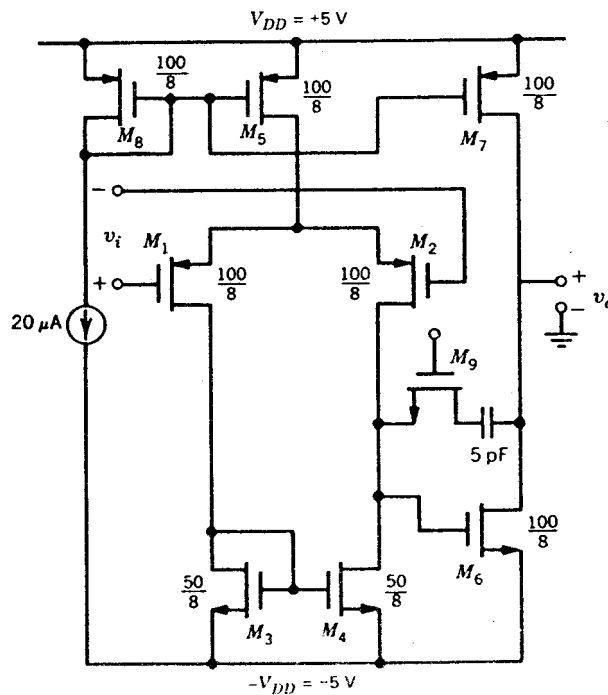 V_DD = +5 V
100/8
M_8
100/8
M_5
100/8
M_7
−
v_i
M_1
+
100/8
M_2
100/8
+
−
20 μA
M_9
5 pF
100/8
M_6
50/8
M_3
50/8
M_4
−V_DD = −5 V